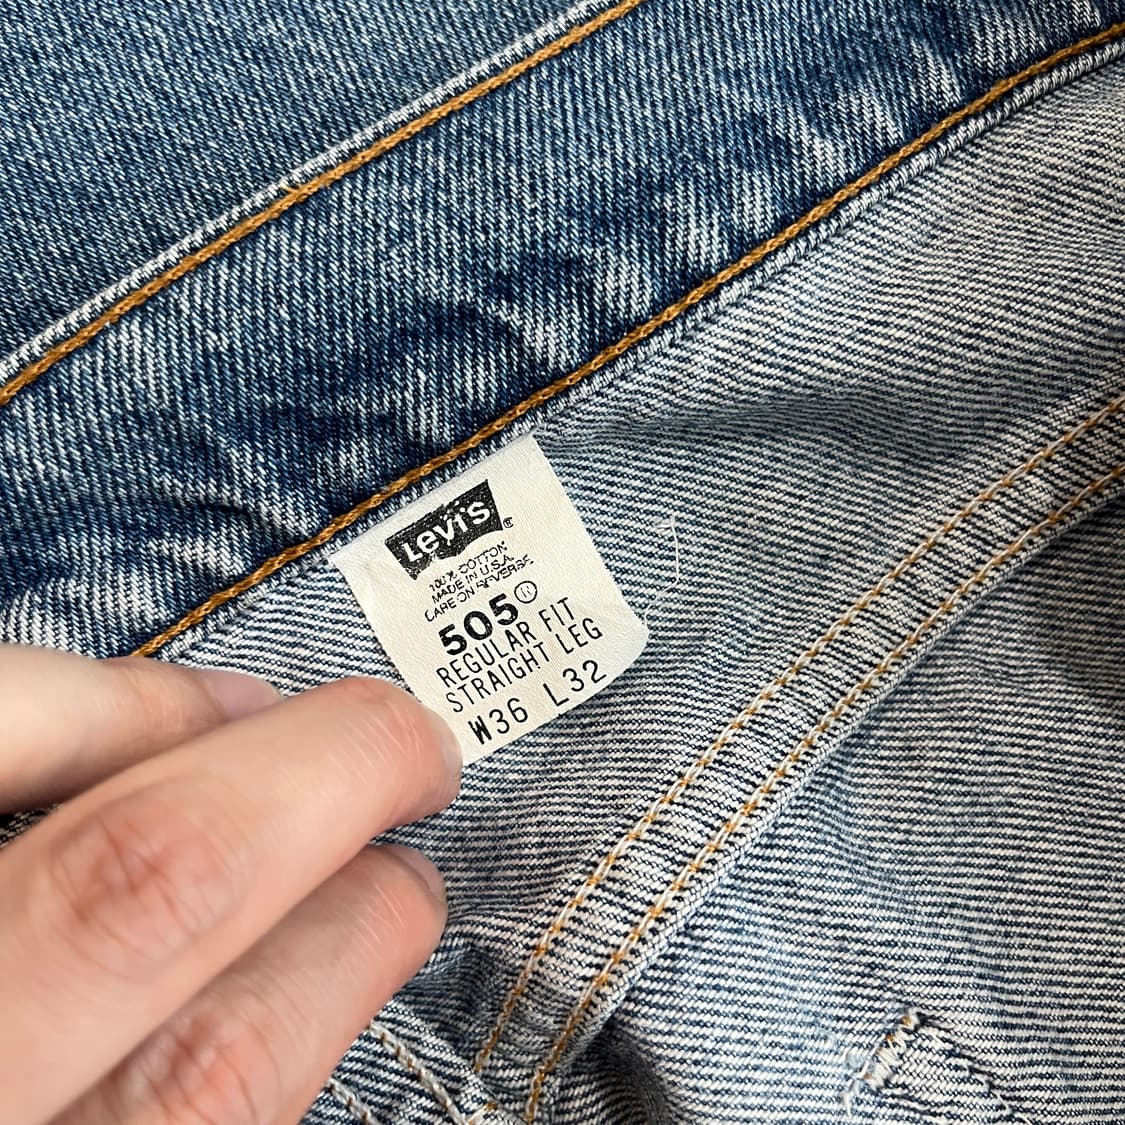 Levi's®
100% COTTON
MADE IN U.S.A.
CARE ON REVERSE
505®
REGULAR FIT
STRAIGHT LEG
W36 L32